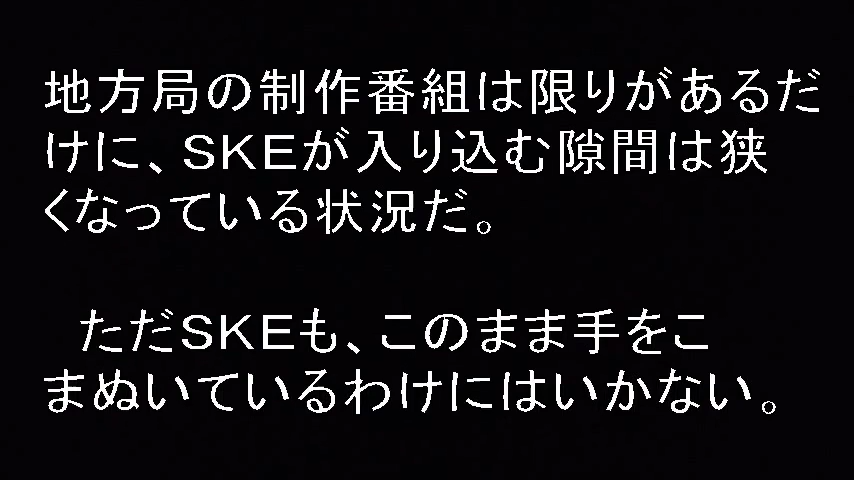 地方局の制作番組は限りがあるだ
けに、ＳＫＥが入り込む隙間は狭
くなっている状況だ。
　ただＳＫＥも、このまま手をこ
まぬいているわけにはいかない。